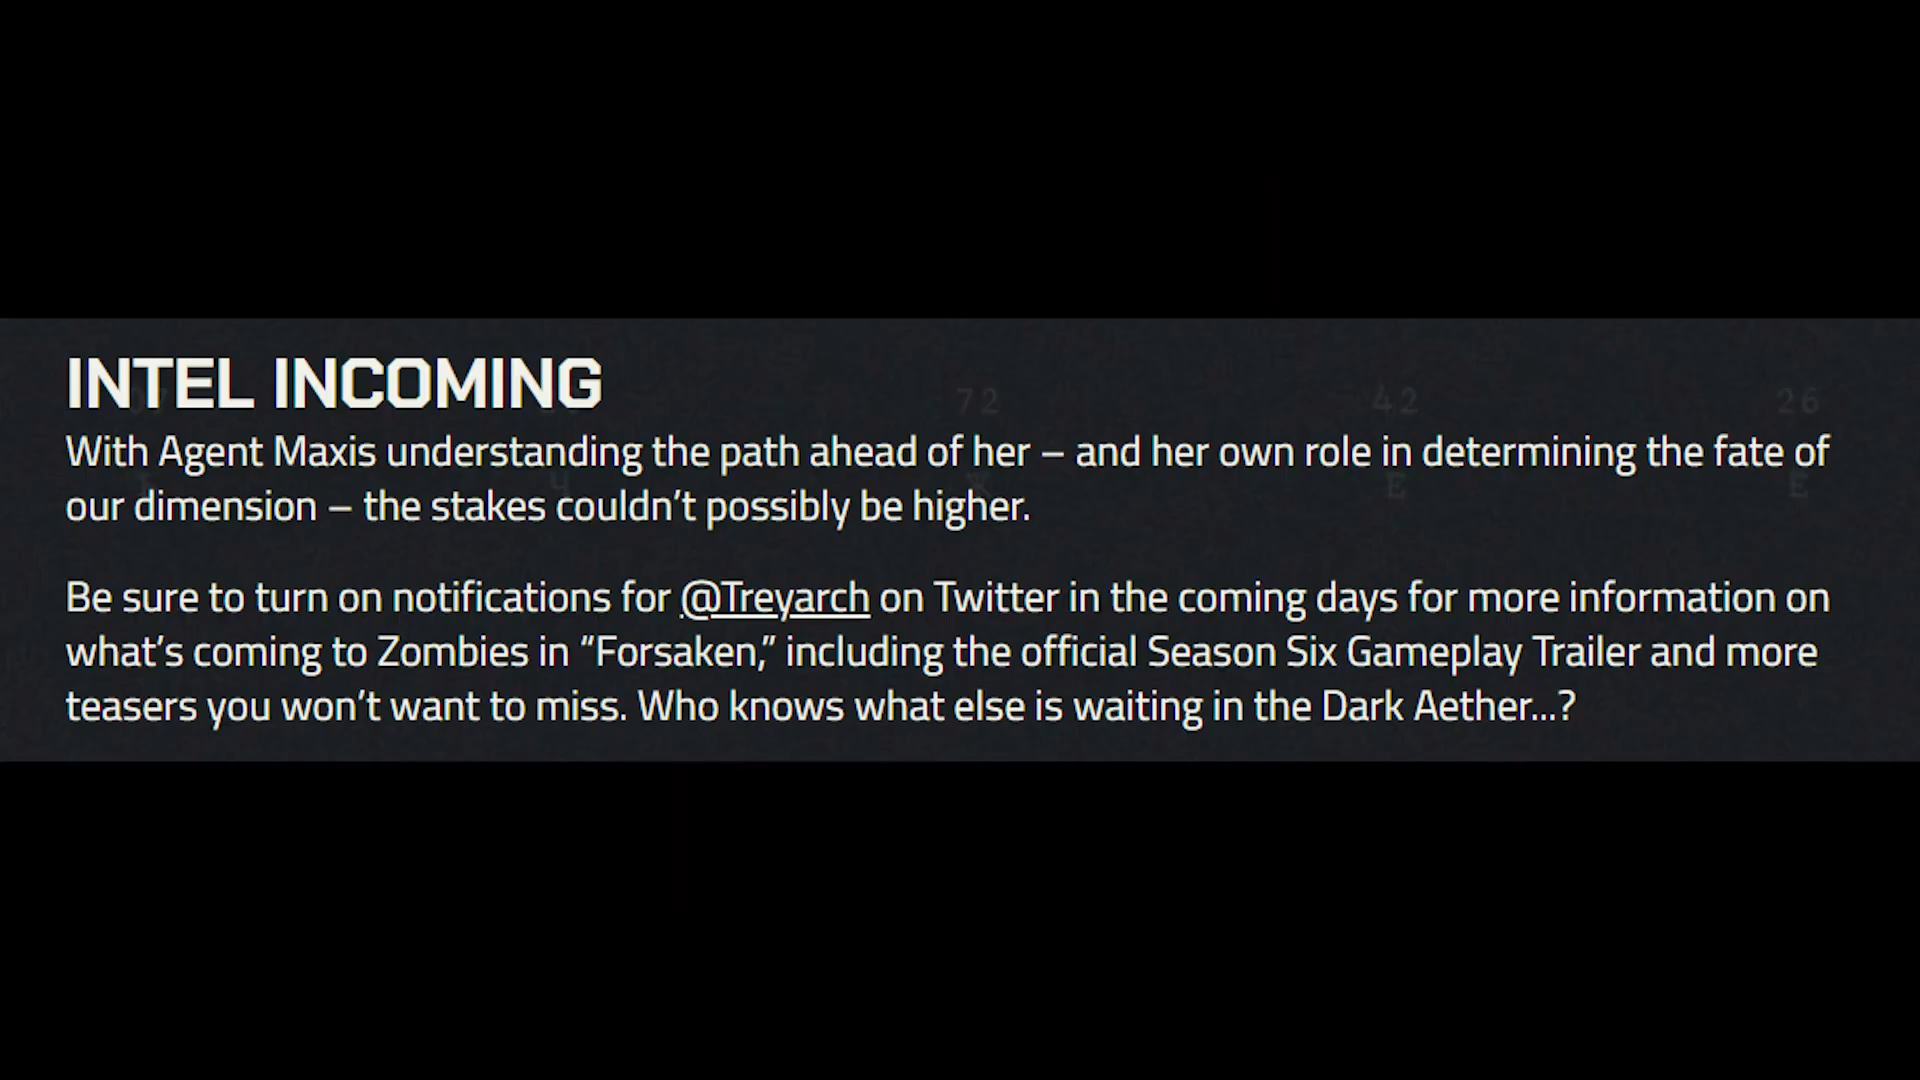 INTEL INCOMING
72 42 26
With Agent Maxis understanding the path ahead of her – and her own role in determining the fate of
E E
our dimension – the stakes couldn’t possibly be higher.
Be sure to turn on notifications for @Treyarch on Twitter in the coming days for more information on
what’s coming to Zombies in “Forsaken,” including the official Season Six Gameplay Trailer and more
teasers you won’t want to miss. Who knows what else is waiting in the Dark Aether...?